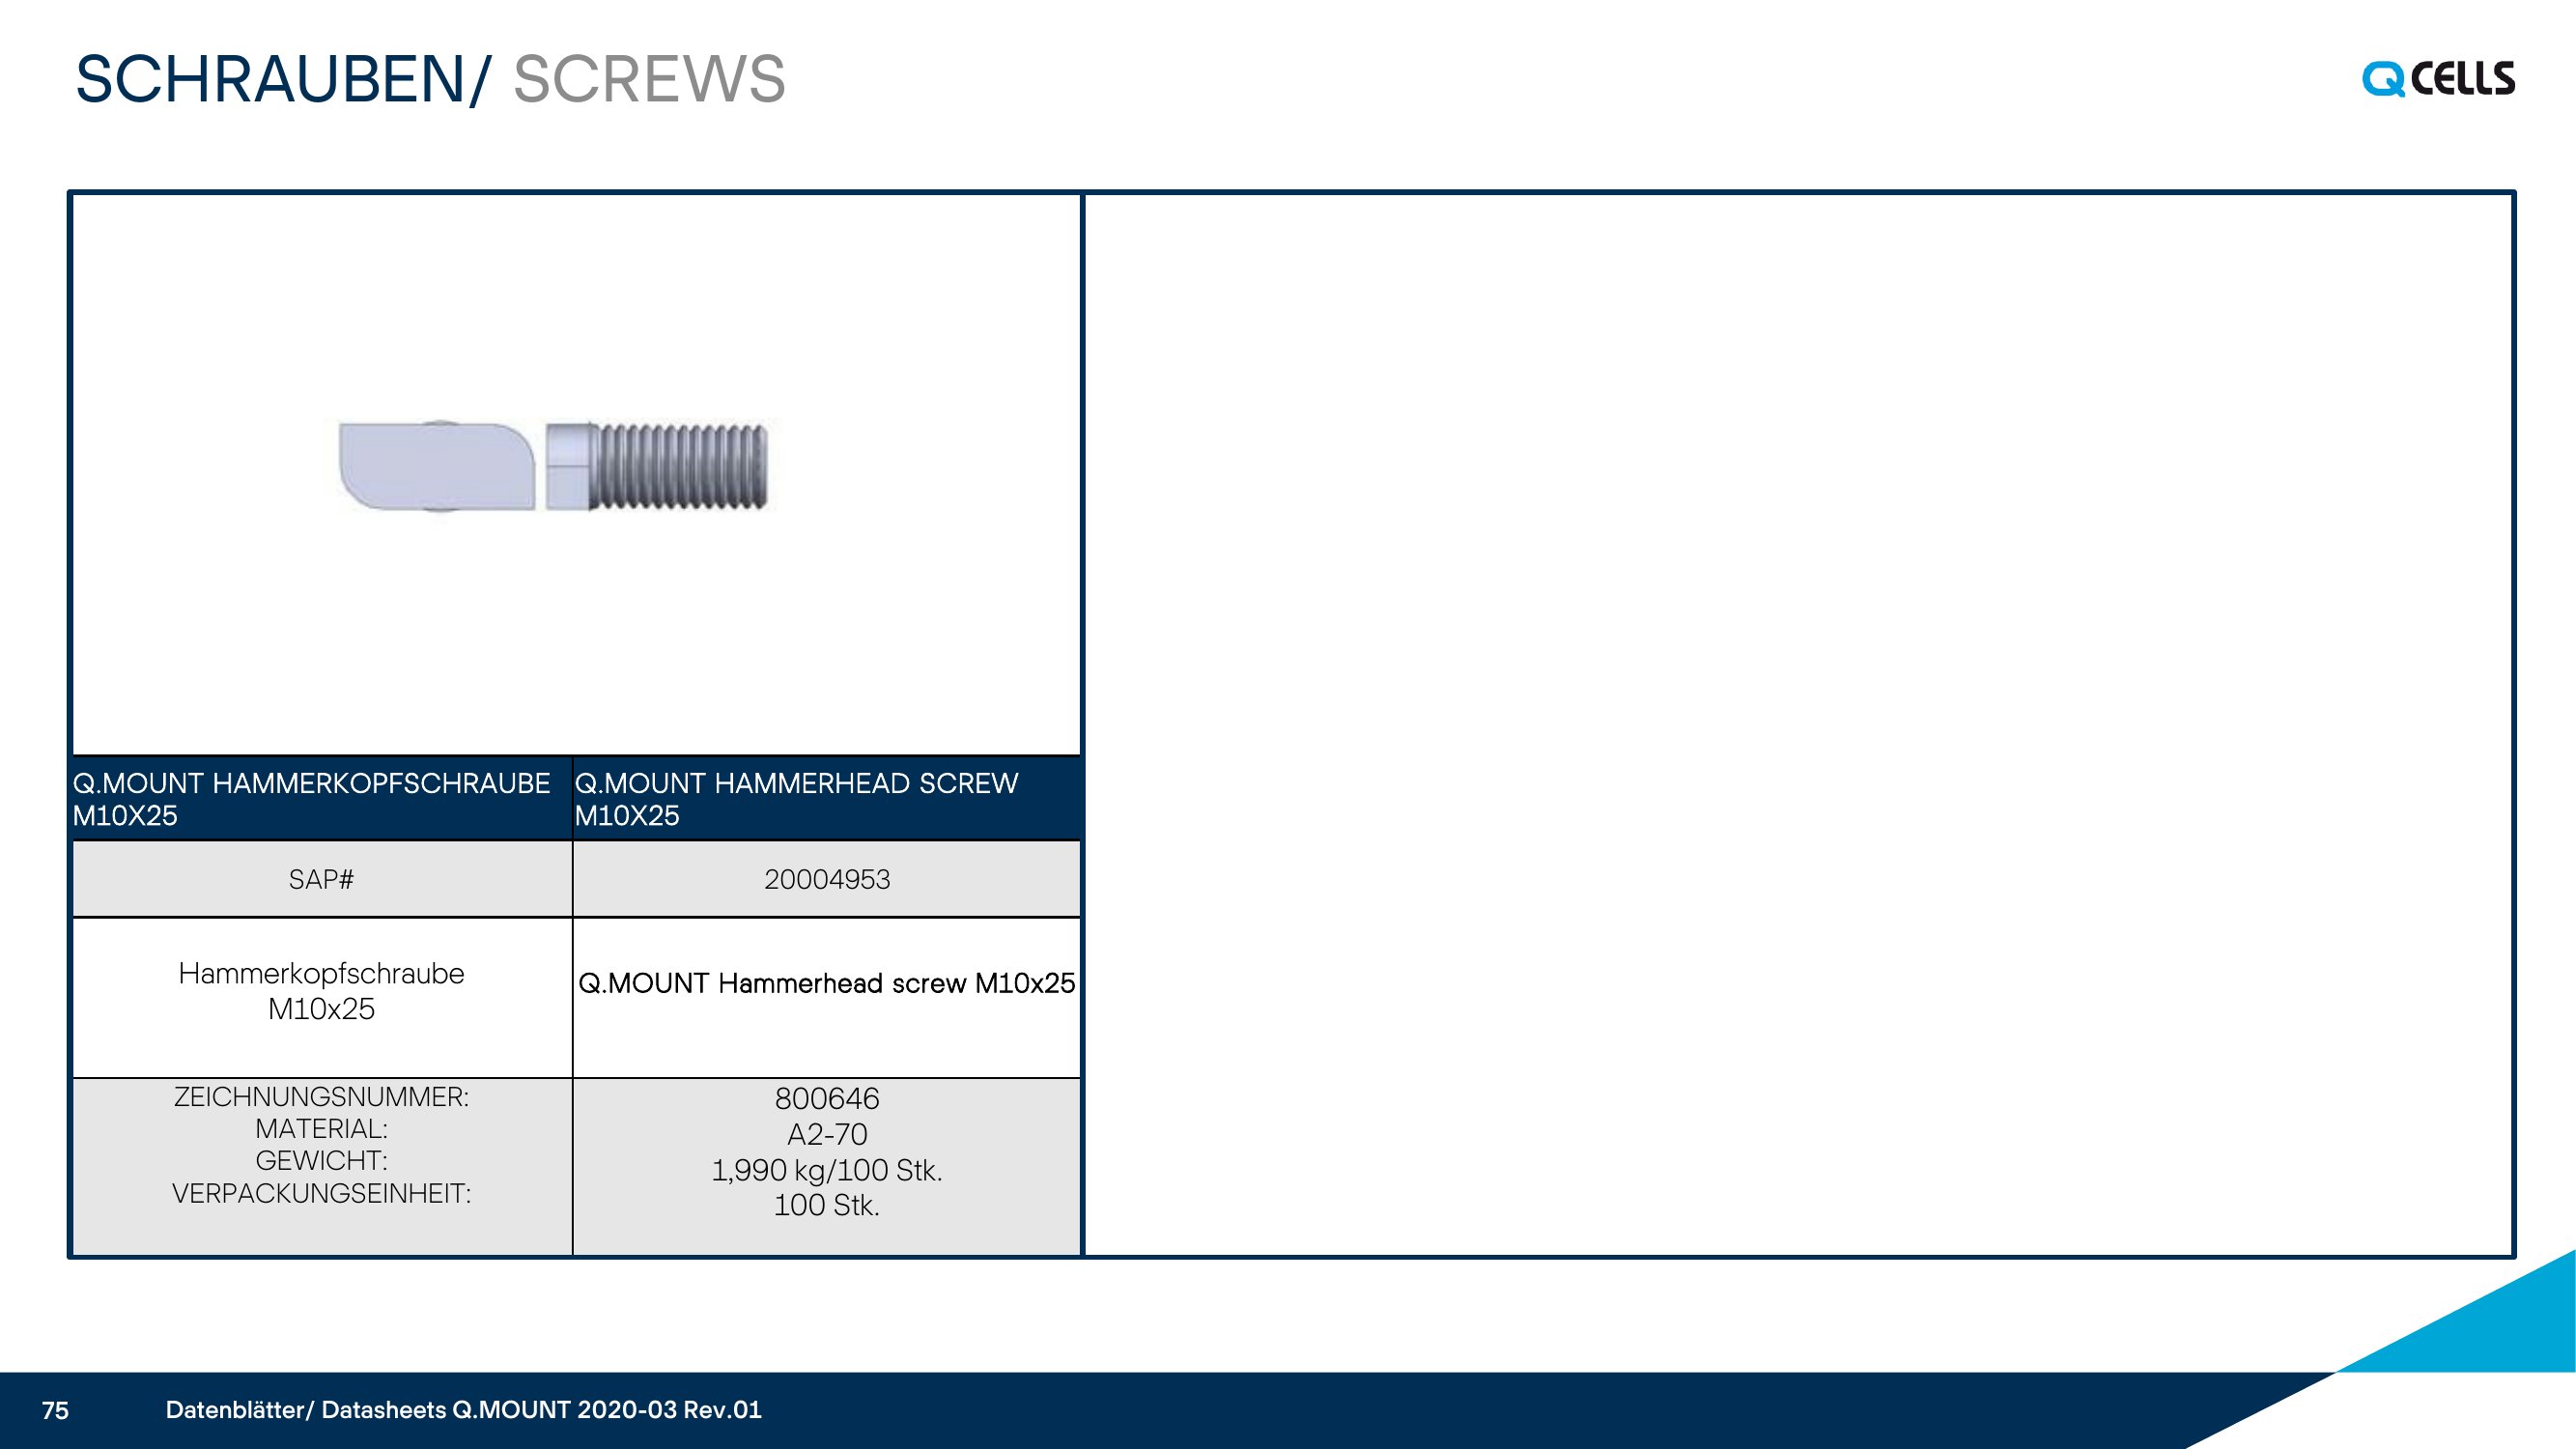 SCHRAUBEN/ SCREWS
Q CELLS
Q.MOUNT HAMMERKOPFSCHRAUBE
M10X25
Q.MOUNT HAMMERHEAD SCREW
M10X25
SAP#
20004953
Hammerkopfschraube
M10x25
Q.MOUNT Hammerhead screw M10x25
ZEICHNUNGSNUMMER:
MATERIAL:
GEWICHT:
VERPACKUNGSEINHEIT:
800646
A2-70
1,990 kg/100 Stk.
100 Stk.
75
Datenblätter/ Datasheets Q.MOUNT 2020-03 Rev.01